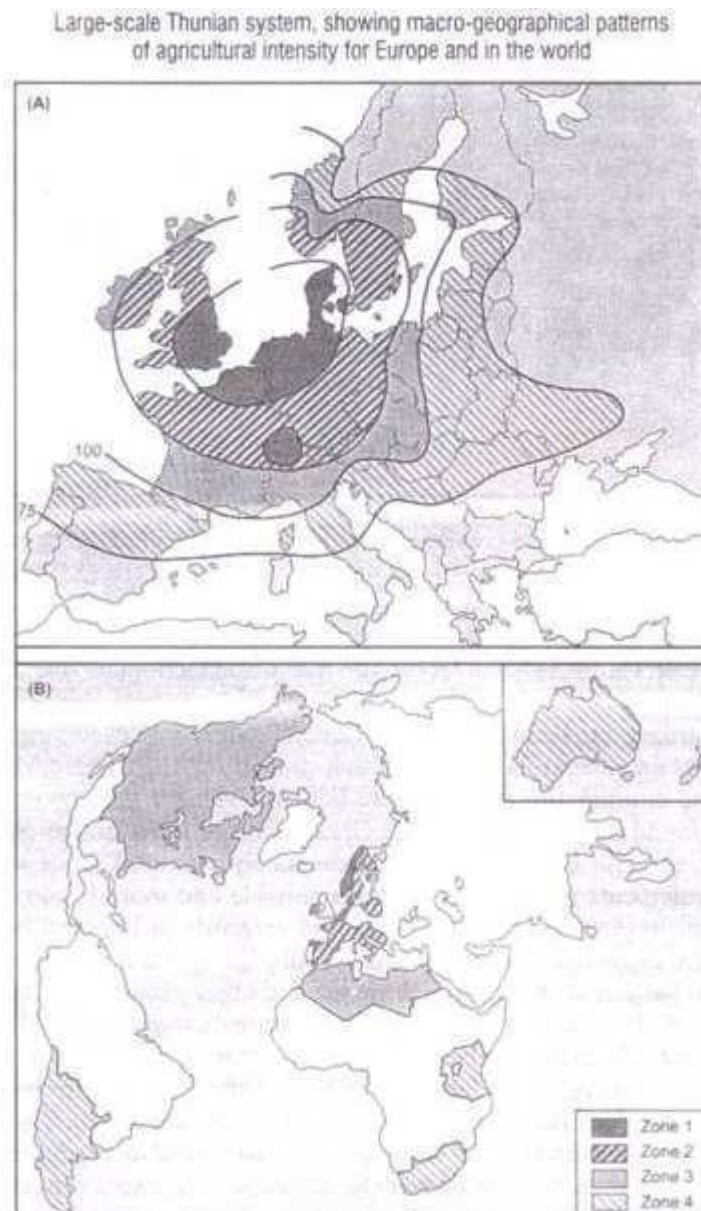 Large-scale Thunian system, showing macro-geographical patterns
of agricultural intensity for Europe and in the world
(A)
100
75
(B)
Zone 1
Zone 2
Zone 3
Zone 4